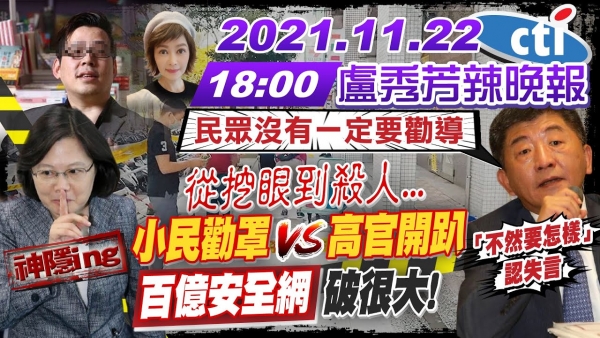 2021.11.22
cti
18:00 盧秀芳辣晚報
民眾沒有一定要勸導
從挖眼到殺人...
小民勸罩VS高官開趴
神隱ing
百億安全網 破很大!
「不然要怎樣」
認失言